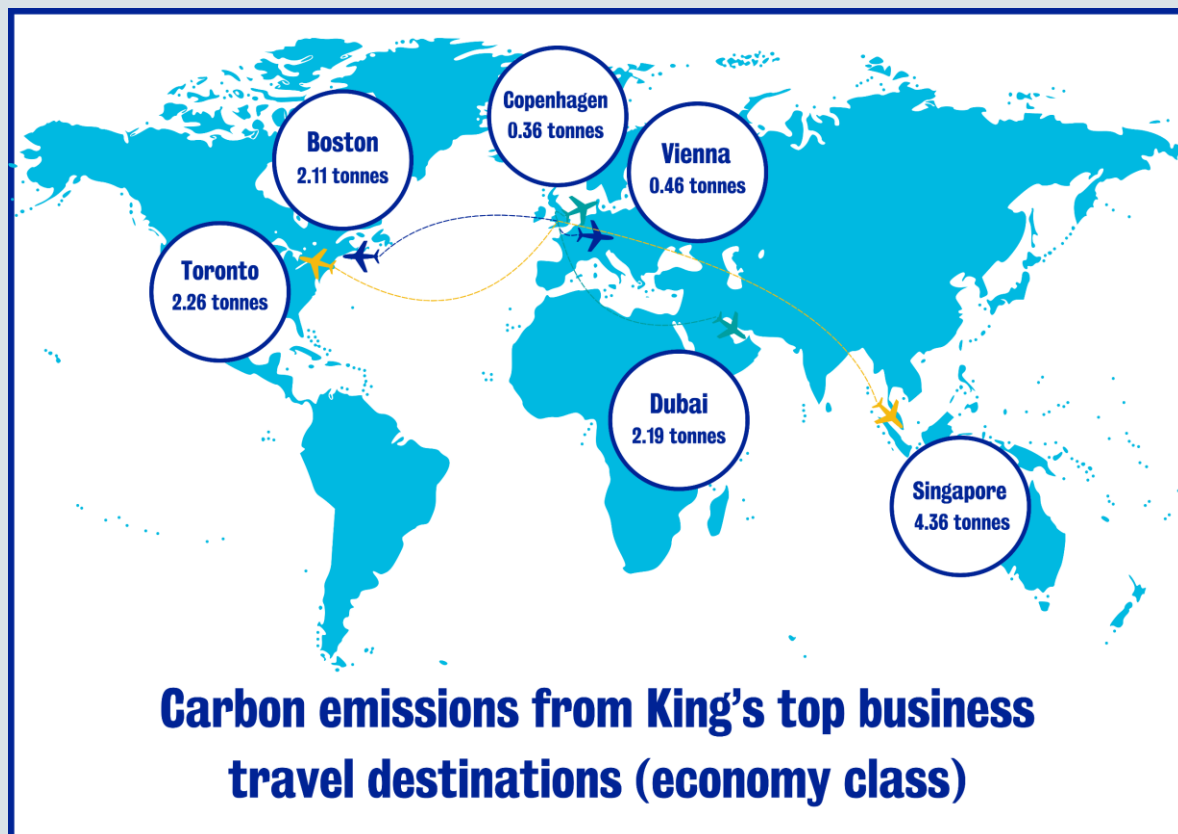 Copenhagen
0.36 tonnes
Boston
2.11 tonnes
Vienna
0.46 tonnes
Toronto
2.26 tonnes
Dubai
2.19 tonnes
Singapore
4.36 tonnes
Carbon emissions from King’s top business
travel destinations (economy class)